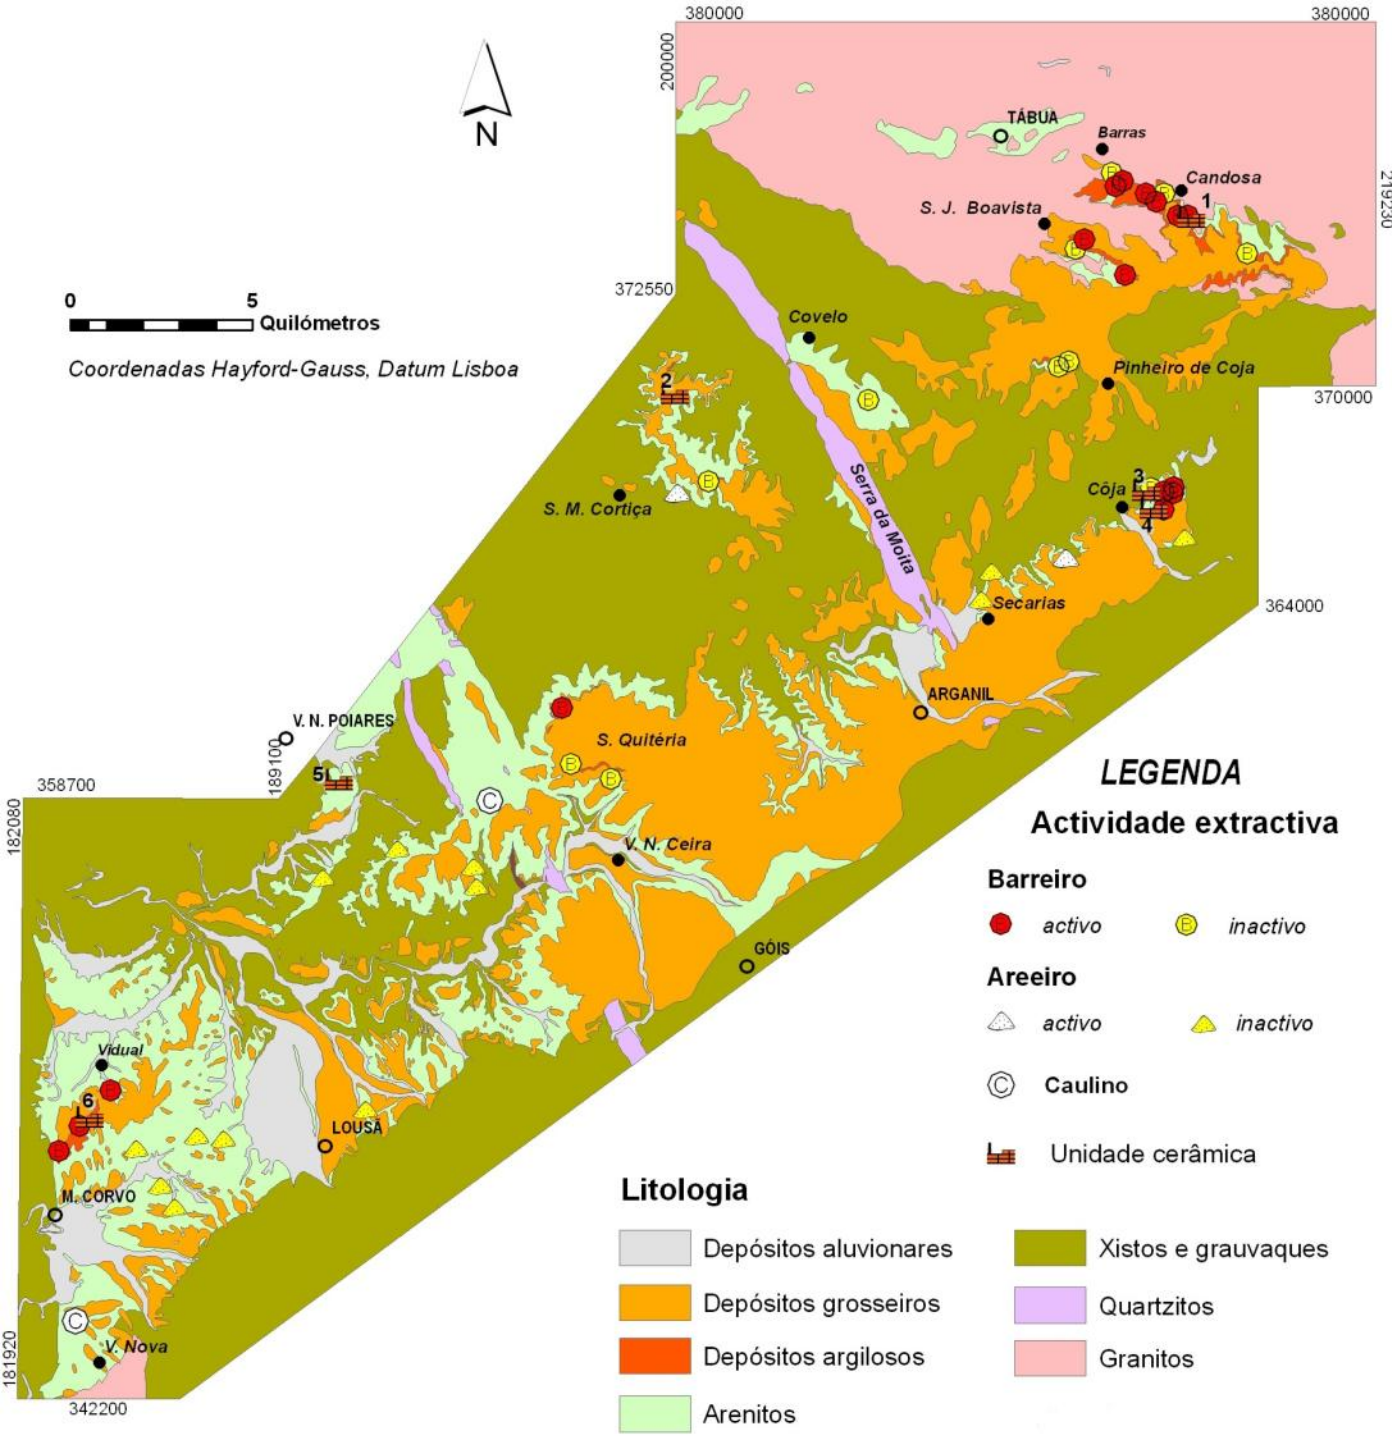 380000
380000
200000
N
TÁBUA
Barras
Candosa
1
S. J. Boavista
219230
372550
0
5
Quilómetros
Coordenadas Hayford-Gauss, Datum Lisboa
Covelo
2
Pinheiro de Coja
370000
Serra da Moita
S. M. Cortiça
3
Côja
4
Secarias
364000
ARGANIL
V. N. POIARES
S. Quitéria
189100
5
358700
182080
C
V. N. Ceira
GÓIS
Vidual
6
LOUSÃ
M. CORVO
C
V. Nova
181920
342200
LEGENDA
Actividade extractiva
Barreiro
B activo
B inactivo
Areeiro
activo
inactivo
C Caulino
Unidade cerâmica
Litologia
Depósitos aluvionares
Xistos e grauvaques
Depósitos grosseiros
Quartzitos
Depósitos argilosos
Granitos
Arenitos